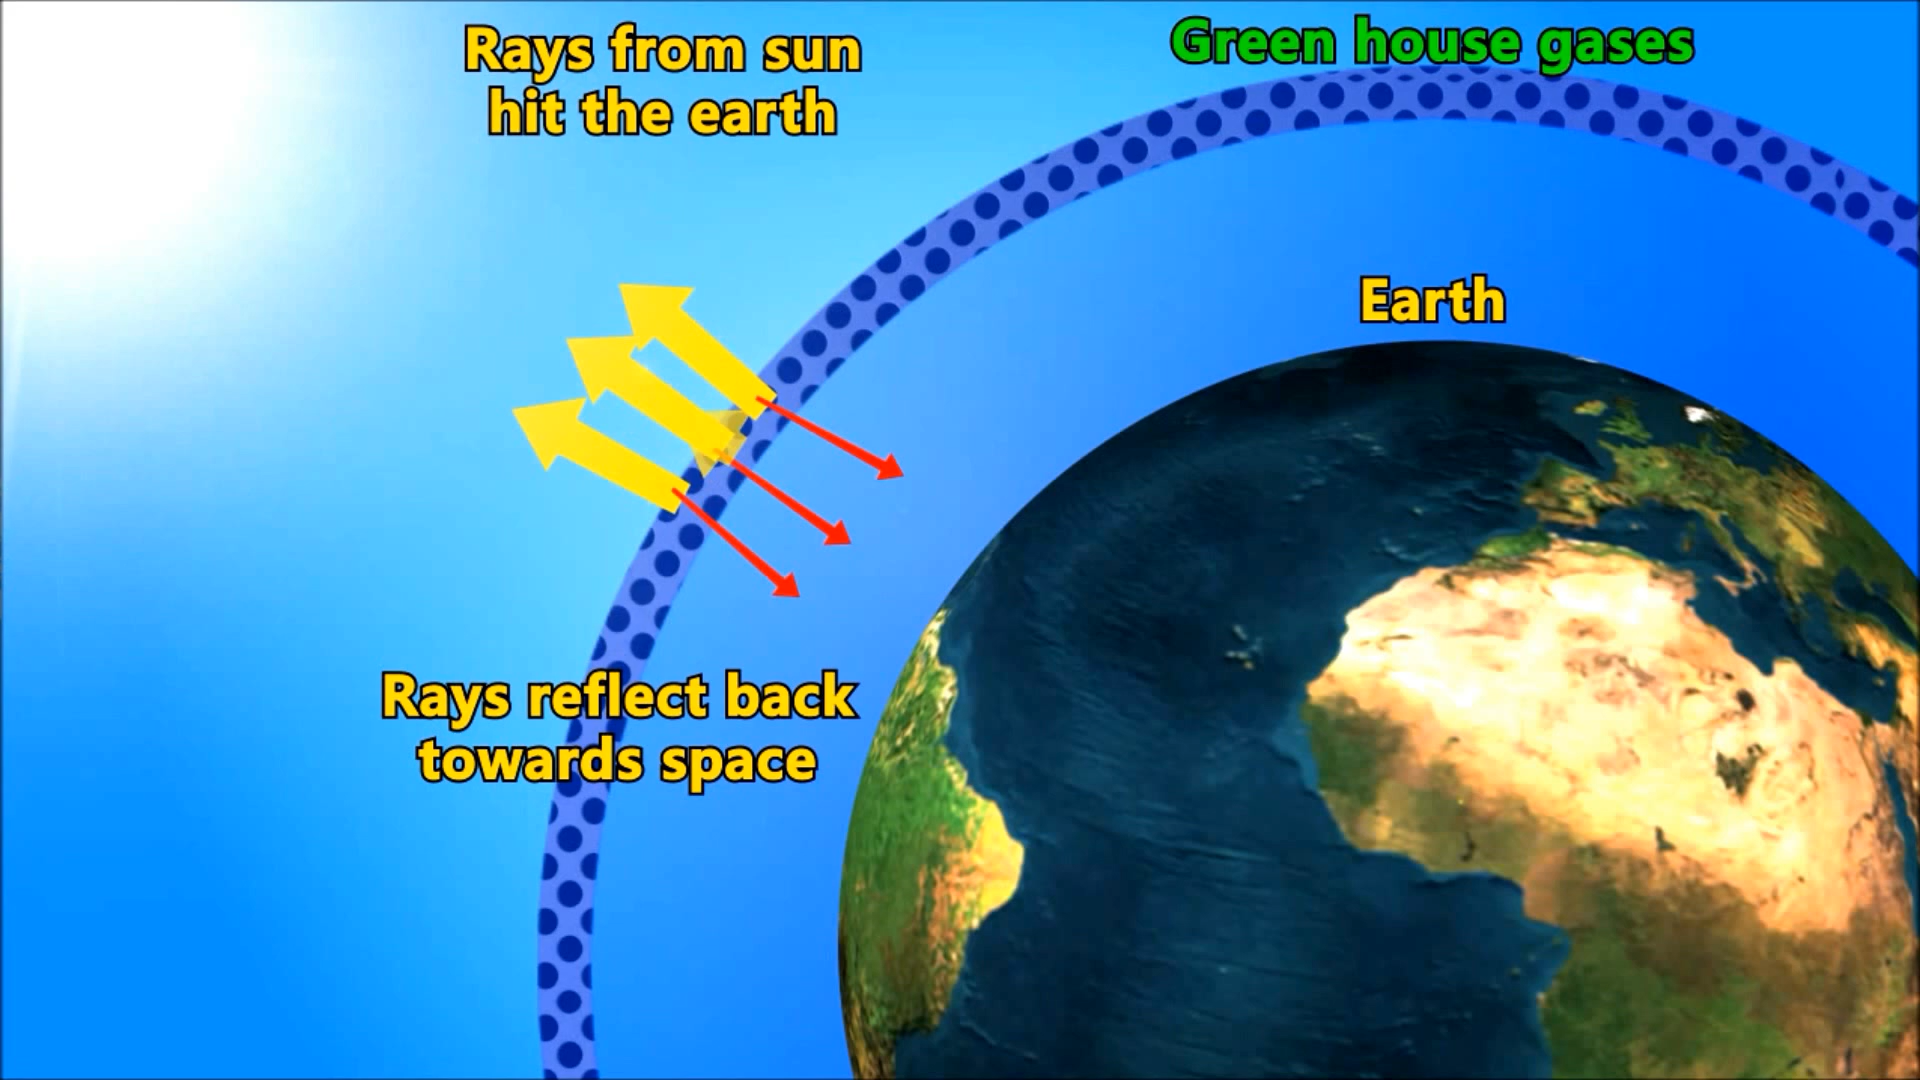 Rays from sun
hit the earth
Green house gases
Earth
Rays reflect back
towards space